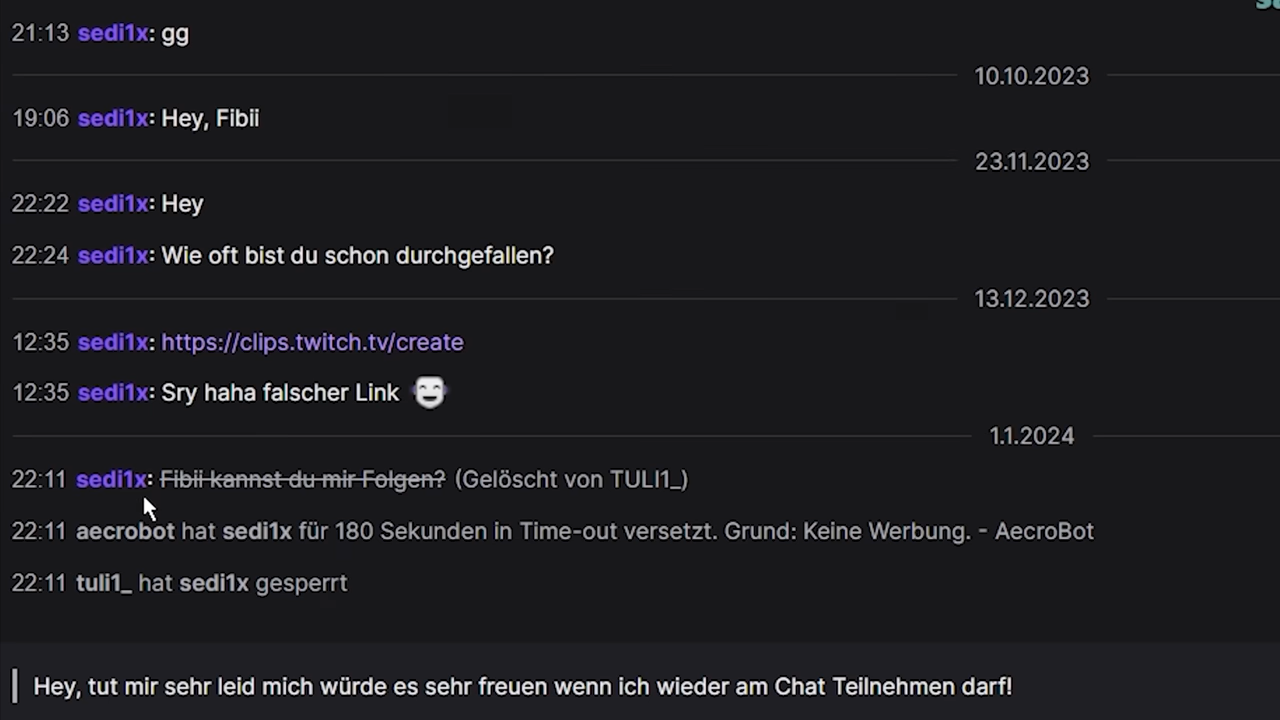 21:13 sedi1x: gg
10.10.2023
19:06 sedi1x: Hey, Fibii
23.11.2023
22:22 sedi1x: Hey
22:24 sedi1x: Wie oft bist du schon durchgefallen?
13.12.2023
12:35 sedi1x: https://clips.twitch.tv/create
12:35 sedi1x: Sry haha falscher Link
1.1.2024
22:11 sedi1x: Fibii kannst du mir Folgen? (Gelöscht von TULI1_)
22:11 aecrobot hat sedi1x für 180 Sekunden in Time-out versetzt. Grund: Keine Werbung. - AecroBot
22:11 tuli1_ hat sedi1x gesperrt
Hey, tut mir sehr leid mich würde es sehr freuen wenn ich wieder am Chat Teilnehmen darf!